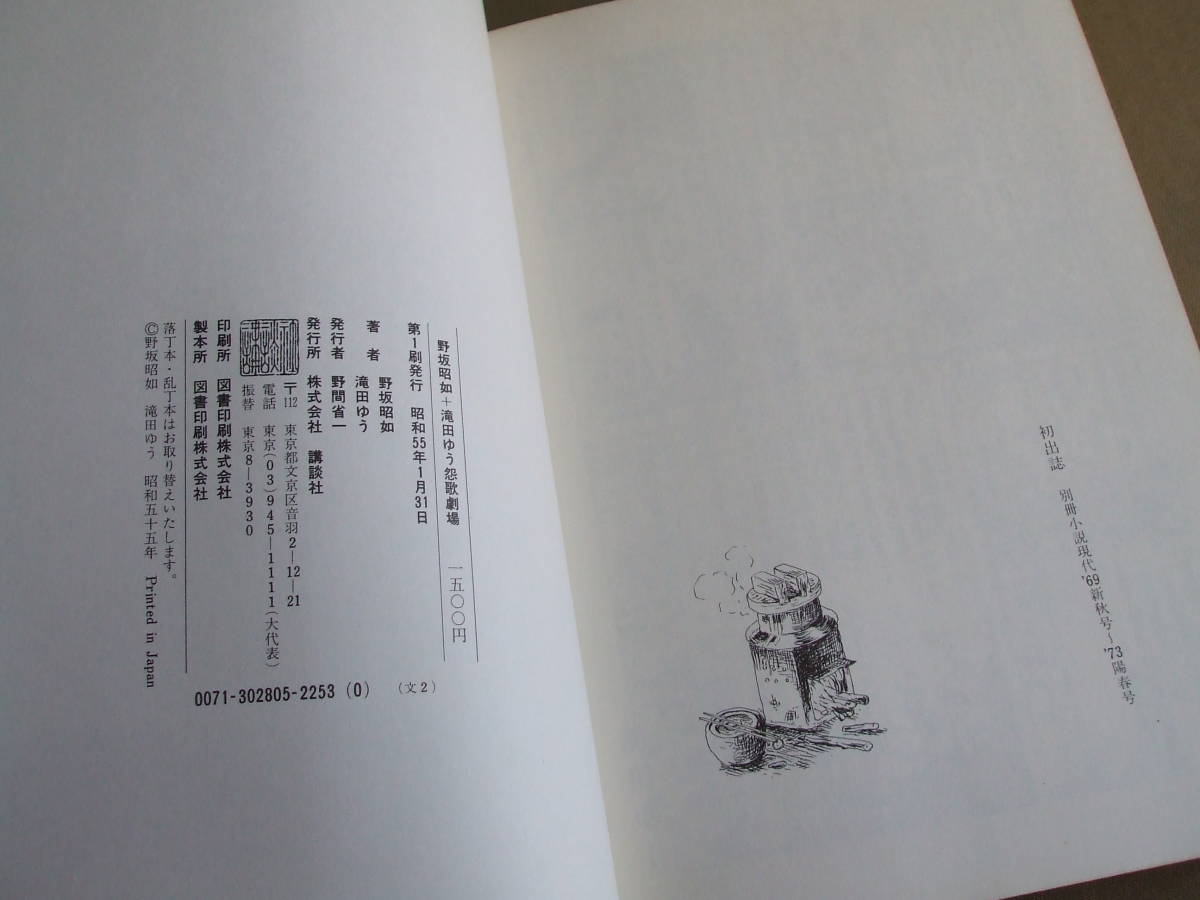 初出誌　別冊小説現代'69新秋号〜'73陽春号
野坂昭如＋滝田ゆう怨歌劇場　一五〇〇円
第1刷発行　昭和55年1月31日
著者　野坂昭如
滝田ゆう
発行者　野間省一
発行所　株式会社　講談社
〒112　東京都文京区音羽2—12—21
電話　東京(03)945—1111(大代表)
振替　東京8—3930
印刷所　図書印刷株式会社
製本所　図書印刷株式会社
落丁本・乱丁本はお取り替えいたします。
©野坂昭如　滝田ゆう　昭和五十五年　Printed in Japan
0071-302805-2253 (0)　（文2）